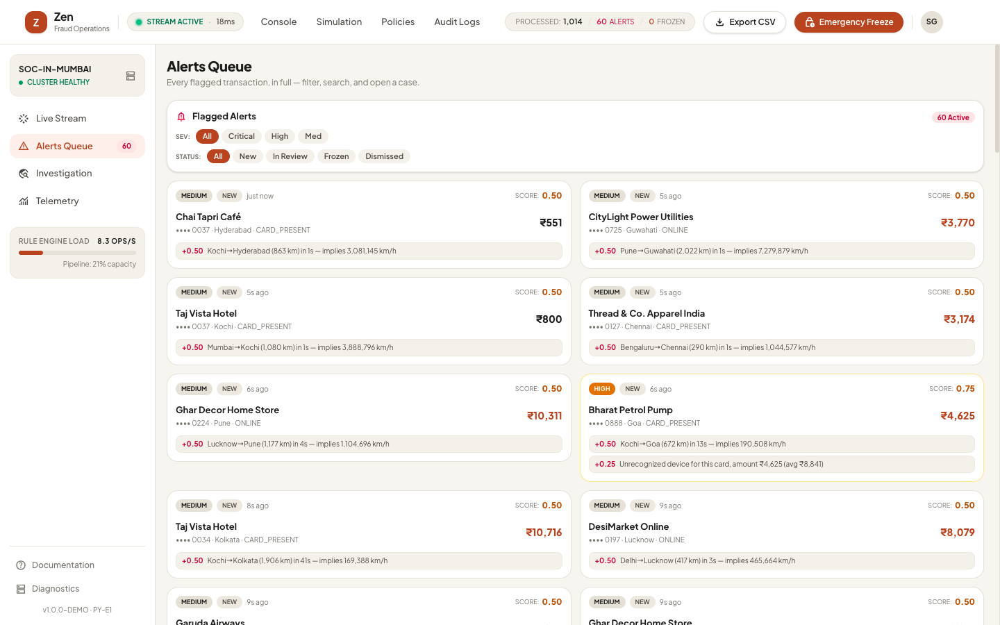 Z
Zen
Fraud Operations
STREAM ACTIVE · 18ms
Console
Simulation
Policies
Audit Logs
PROCESSED: 1,014 / 60 ALERTS / 0 FROZEN
Export CSV
Emergency Freeze
SG
SOC-IN-MUMBAI
CLUSTER HEALTHY
Live Stream
Alerts Queue 60
Investigation
Telemetry
RULE ENGINE LOAD 8.3 OPS/S
Pipeline: 21% capacity
Documentation
Diagnostics
v1.0.0-DEMO · PY-E1
Alerts Queue
Every flagged transaction, in full — filter, search, and open a case.
Flagged Alerts
60 Active
SEV: All Critical High Med
STATUS: All New In Review Frozen Dismissed
MEDIUM NEW just now SCORE: 0.50
Chai Tapri Café
•••• 0037 · Hyderabad · CARD_PRESENT
₹551
+0.50 Kochi→Hyderabad (863 km) in 1s — implies 3,081,145 km/h
MEDIUM NEW 5s ago SCORE: 0.50
CityLight Power Utilities
•••• 0725 · Guwahati · ONLINE
₹3,770
+0.50 Pune→Guwahati (2,022 km) in 1s — implies 7,279,879 km/h
MEDIUM NEW 5s ago SCORE: 0.50
Taj Vista Hotel
•••• 0037 · Kochi · CARD_PRESENT
₹800
+0.50 Mumbai→Kochi (1,080 km) in 1s — implies 3,888,796 km/h
MEDIUM NEW 5s ago SCORE: 0.50
Thread & Co. Apparel India
•••• 0127 · Chennai · CARD_PRESENT
₹3,174
+0.50 Bengaluru→Chennai (290 km) in 1s — implies 1,044,577 km/h
MEDIUM NEW 6s ago SCORE: 0.50
Ghar Decor Home Store
•••• 0224 · Pune · ONLINE
₹10,311
+0.50 Lucknow→Pune (1,177 km) in 4s — implies 1,104,696 km/h
HIGH NEW 6s ago SCORE: 0.75
Bharat Petrol Pump
•••• 0888 · Goa · CARD_PRESENT
₹4,625
+0.50 Kochi→Goa (672 km) in 13s — implies 190,508 km/h
+0.25 Unrecognized device for this card, amount ₹4,625 (avg ₹8,841)
MEDIUM NEW 8s ago SCORE: 0.50
Taj Vista Hotel
•••• 0034 · Kolkata · CARD_PRESENT
₹10,716
+0.50 Kochi→Kolkata (1,906 km) in 41s — implies 169,388 km/h
MEDIUM NEW 9s ago SCORE: 0.50
DesiMarket Online
•••• 0197 · Lucknow · ONLINE
₹8,079
+0.50 Delhi→Lucknow (417 km) in 3s — implies 465,664 km/h
MEDIUM NEW 9s ago SCORE: 0.50
Garuda Airways
MEDIUM NEW 9s ago SCORE: 0.50
Ghar Decor Home Store